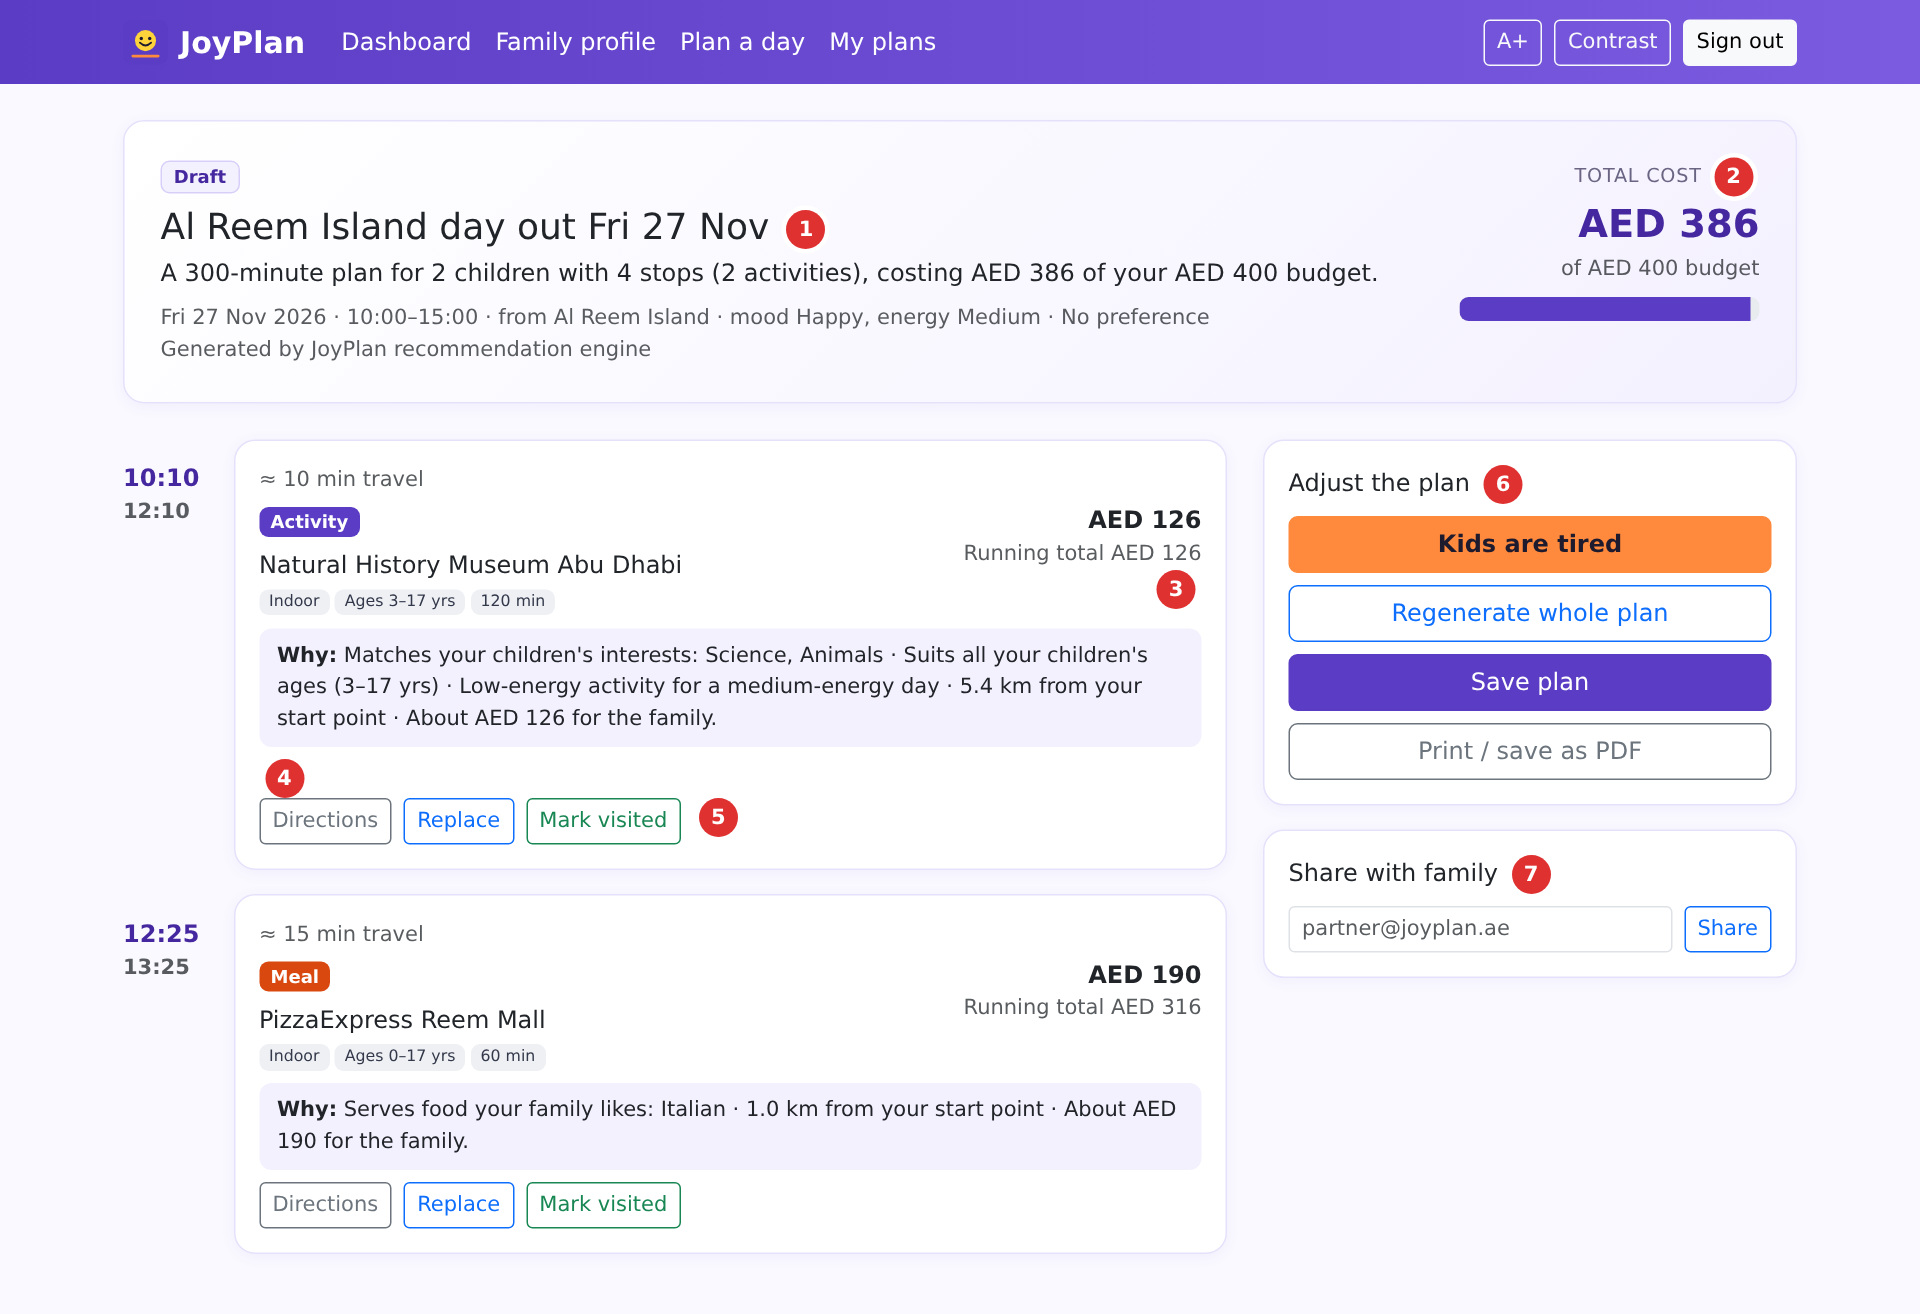 JoyPlan Dashboard Family profile Plan a day My plans A+ Contrast Sign out
Draft
Al Reem Island day out Fri 27 Nov 1
A 300-minute plan for 2 children with 4 stops (2 activities), costing AED 386 of your AED 400 budget.
Fri 27 Nov 2026 · 10:00–15:00 · from Al Reem Island · mood Happy, energy Medium · No preference
Generated by JoyPlan recommendation engine
TOTAL COST 2
AED 386
of AED 400 budget
10:10
12:10
≈ 10 min travel
Activity
Natural History Museum Abu Dhabi
Indoor Ages 3–17 yrs 120 min
AED 126
Running total AED 126
3
Why: Matches your children's interests: Science, Animals · Suits all your children's
ages (3–17 yrs) · Low-energy activity for a medium-energy day · 5.4 km from your
start point · About AED 126 for the family.
4
Directions Replace Mark visited 5
12:25
13:25
≈ 15 min travel
Meal
PizzaExpress Reem Mall
Indoor Ages 0–17 yrs 60 min
AED 190
Running total AED 316
Why: Serves food your family likes: Italian · 1.0 km from your start point · About AED
190 for the family.
Directions Replace Mark visited
Adjust the plan 6
Kids are tired
Regenerate whole plan
Save plan
Print / save as PDF
Share with family 7
partner@joyplan.ae Share